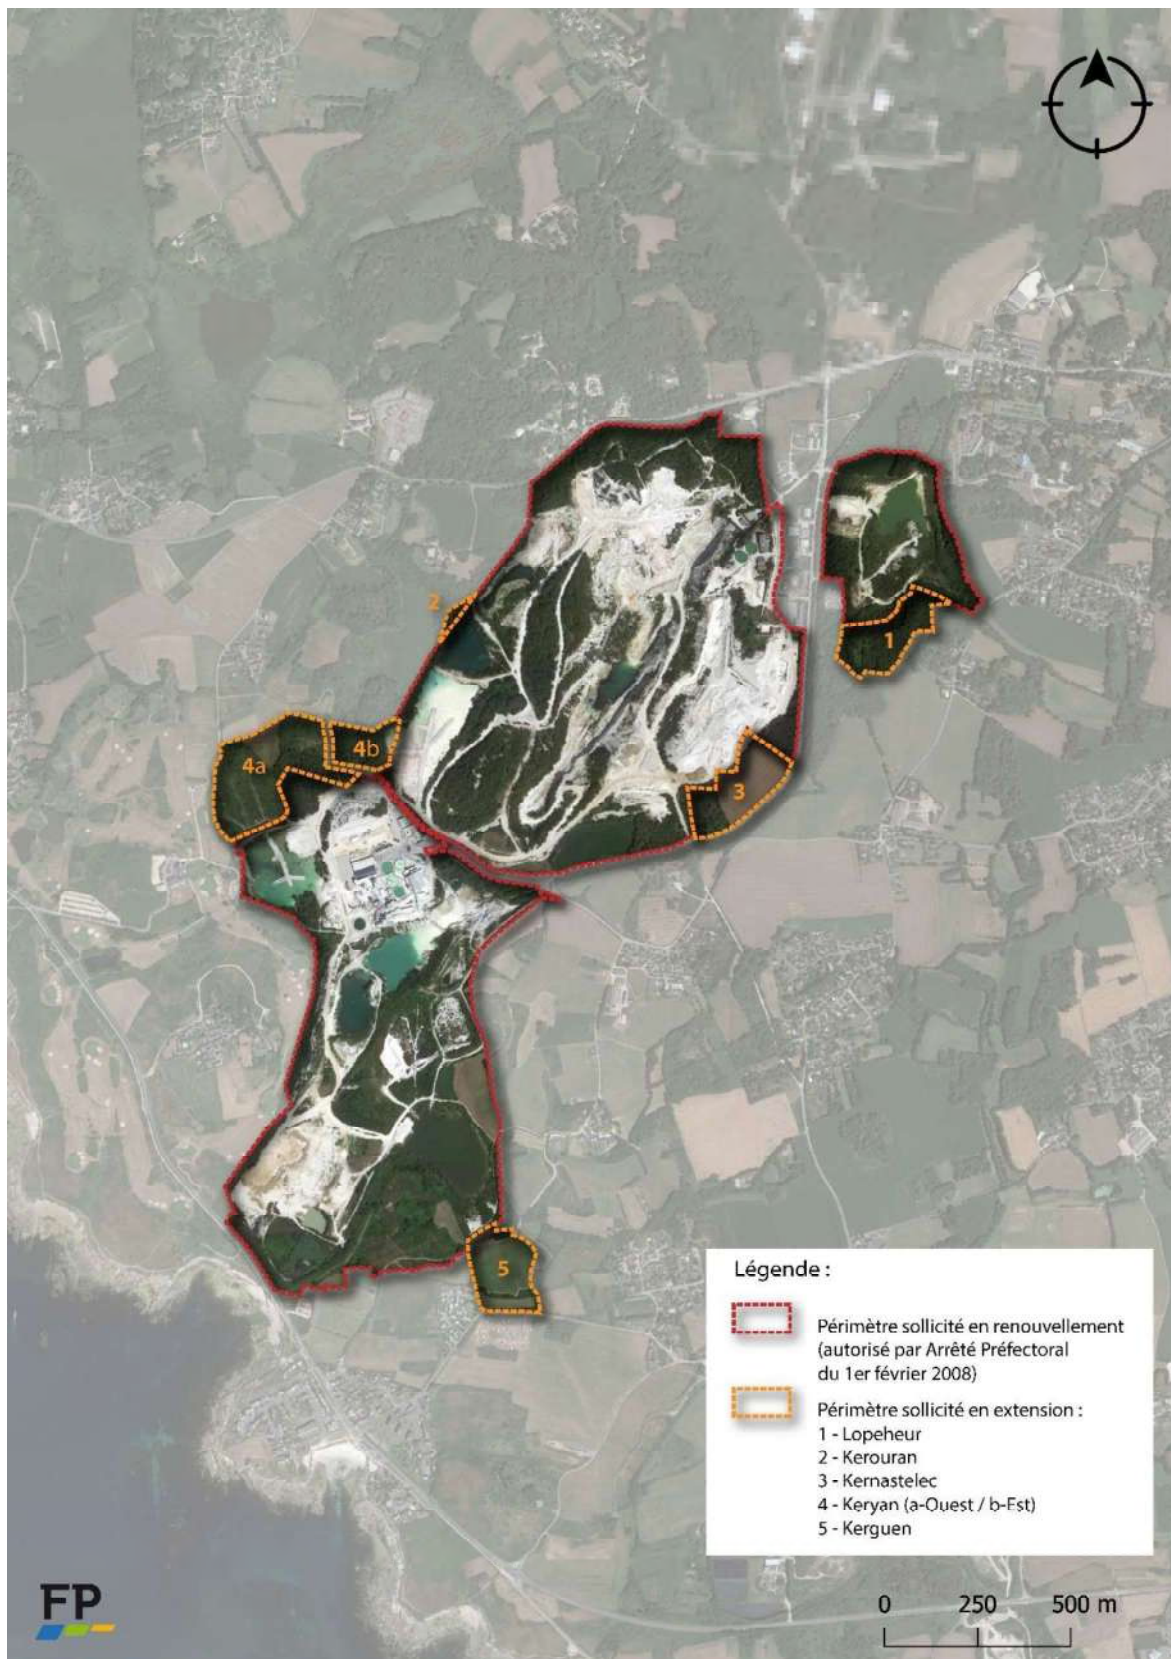 2
1
4b
4a
3
5
Légende :
Périmètre sollicité en renouvellement
(autorisé par Arrêté Préfectoral
du 1er février 2008)
Périmètre sollicité en extension :
1 - Lopeheur
2 - Kerouran
3 - Kernastelec
4 - Keryan (a-Ouest / b-Est)
5 - Kerguen
FP
0 250 500 m